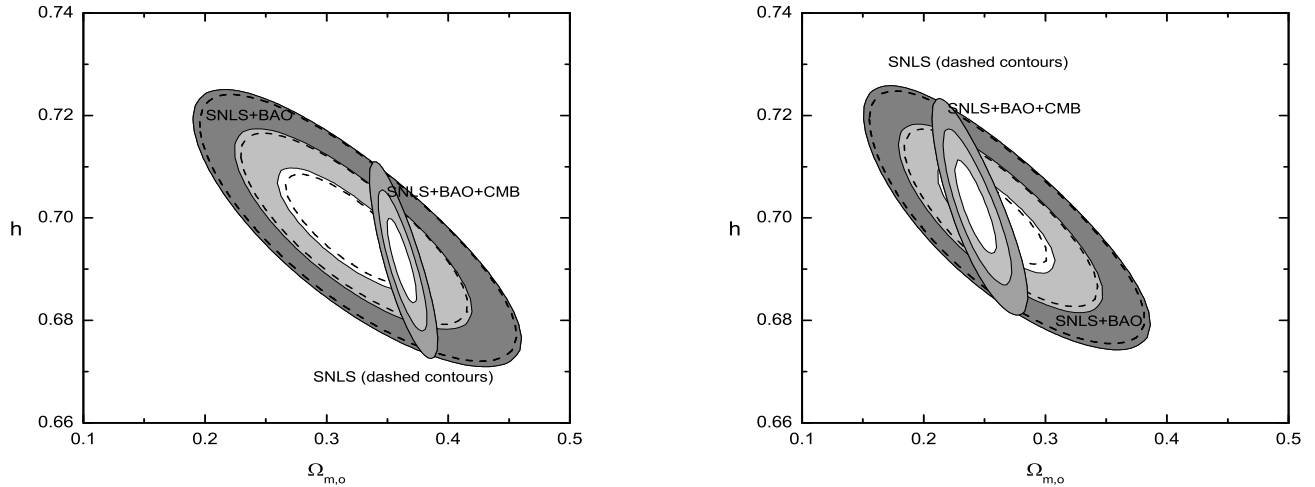 0.74
0.72
0.70
0.68
0.66
h
SNLS+BAO
SNLS+BAO+CMB
SNLS (dashed contours)
0.1 0.2 0.3 0.4 0.5
Ωm,o
0.74
0.72
0.70
0.68
0.66
h
SNLS (dashed contours)
SNLS+BAO+CMB
SNLS+BAO
0.1 0.2 0.3 0.4 0.5
Ωm,o